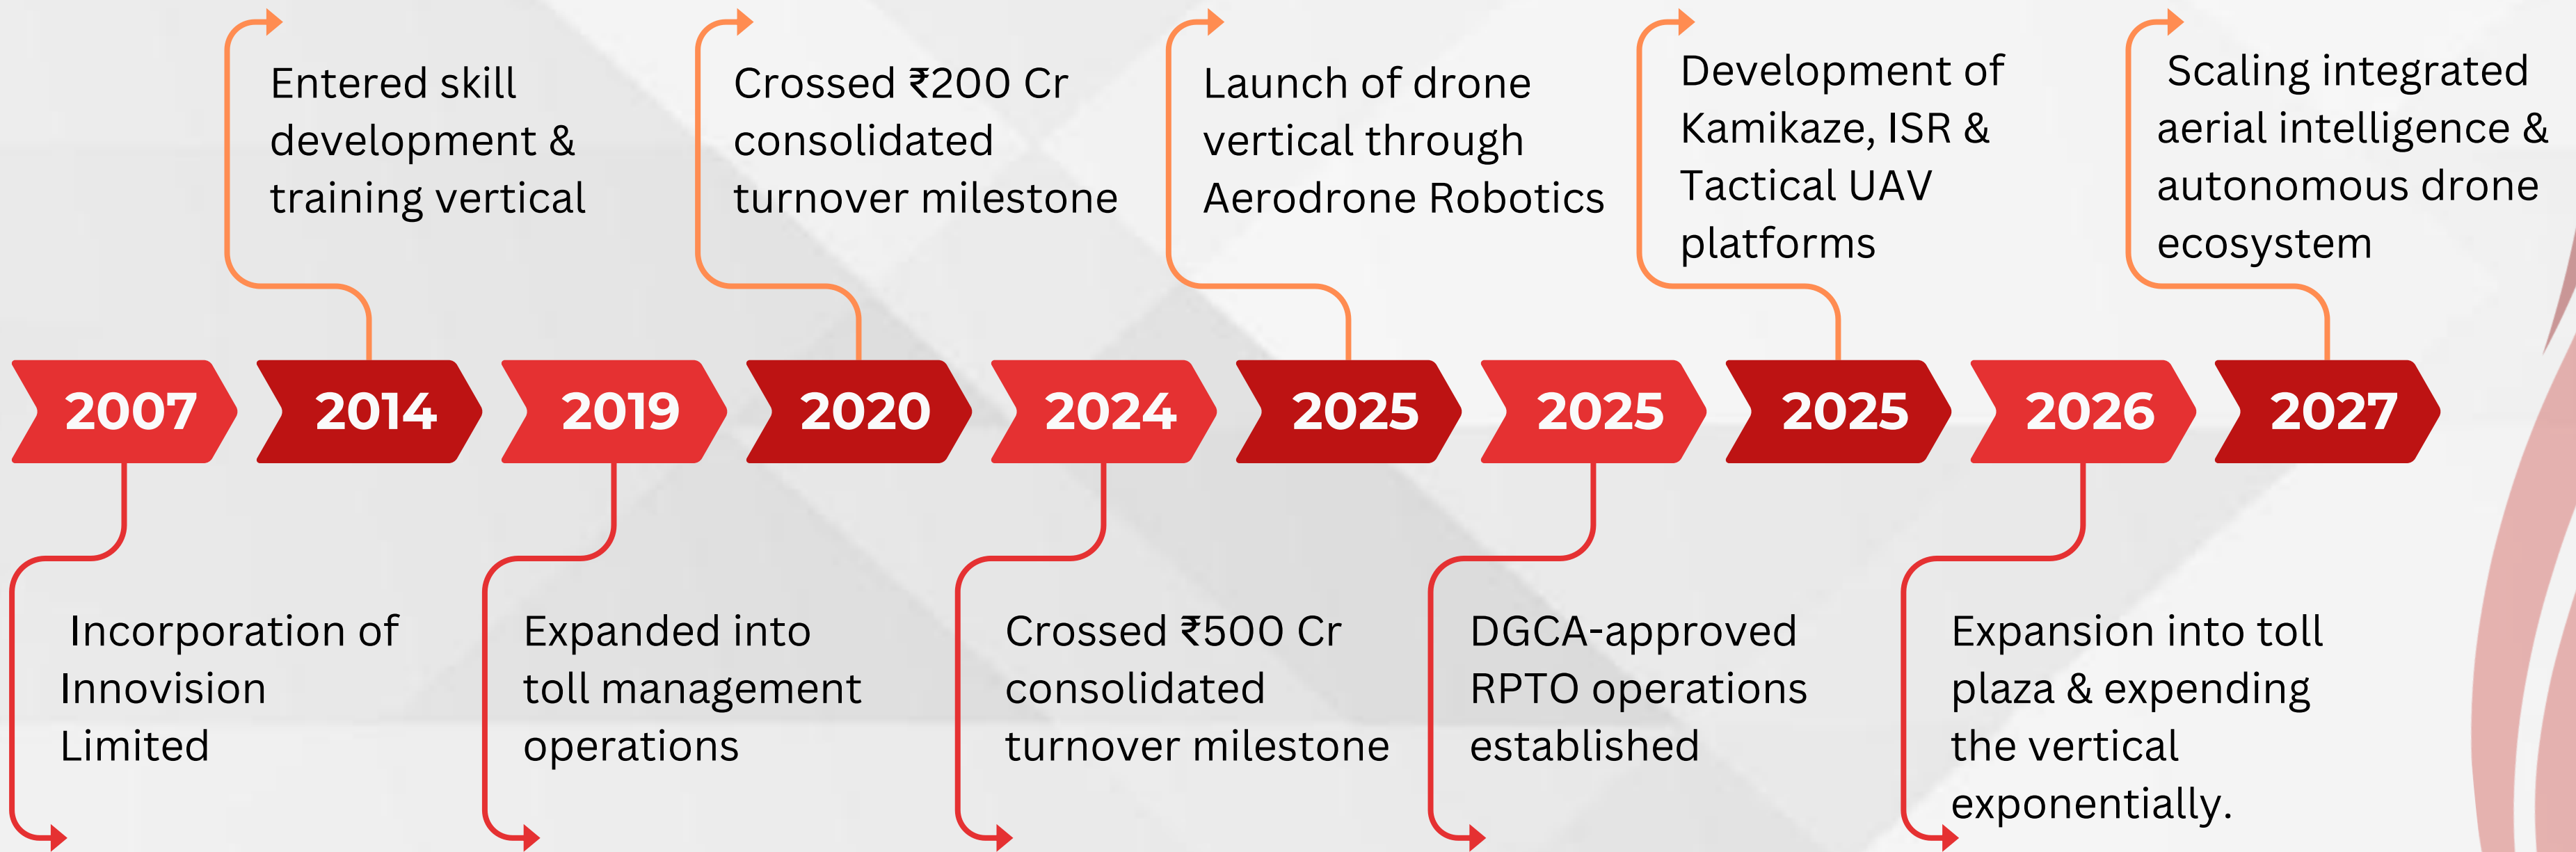 Entered skill
development &
training vertical
Crossed ₹200 Cr
consolidated
turnover milestone
Launch of drone
vertical through
Aerodrone Robotics
Development of
Kamikaze, ISR &
Tactical UAV
platforms
Scaling integrated
aerial intelligence &
autonomous drone
ecosystem
2007
2014
2019
2020
2024
2025
2025
2025
2026
2027
Incorporation of
Innovision
Limited
Expanded into
toll management
operations
Crossed ₹500 Cr
consolidated
turnover milestone
DGCA-approved
RPTO operations
established
Expansion into toll
plaza & expending
the vertical
exponentially.